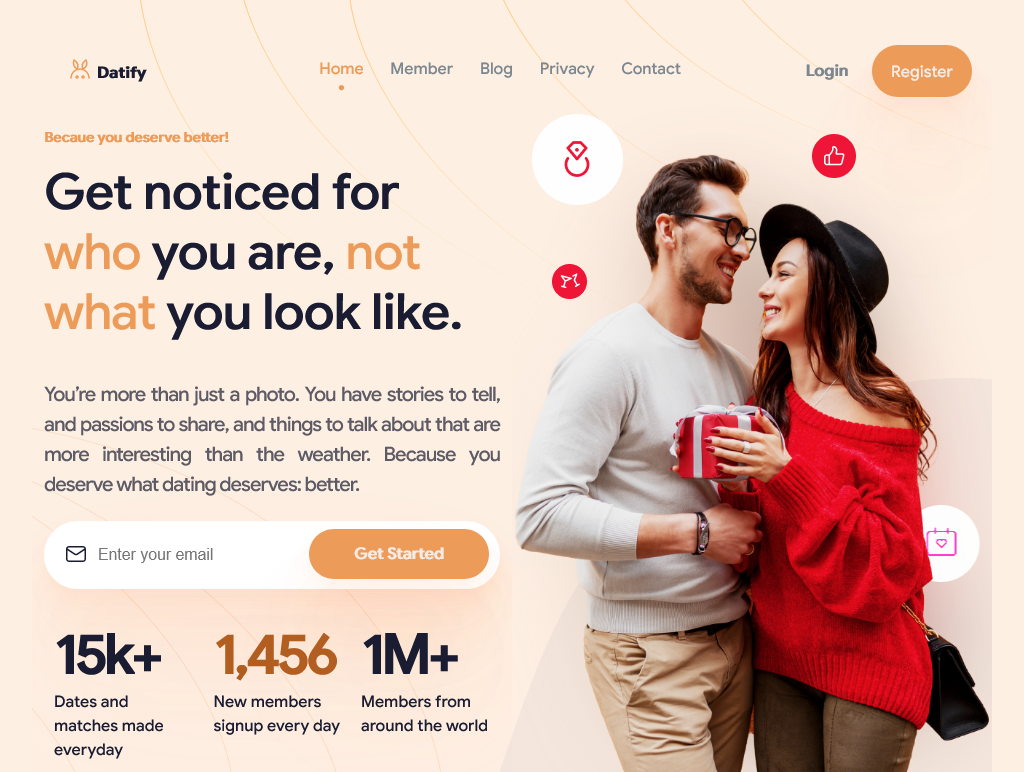 Datify
Home
Member
Blog
Privacy
Contact
Login
Register
Becaue you deserve better!
Get noticed for
who you are, not
what you look like.
You’re more than just a photo. You have stories to tell,
and passions to share, and things to talk about that are
more interesting than the weather. Because you
deserve what dating deserves: better.
Enter your email
Get Started
15k+
Dates and
matches made
everyday
1,456
New members
signup every day
1M+
Members from
around the world